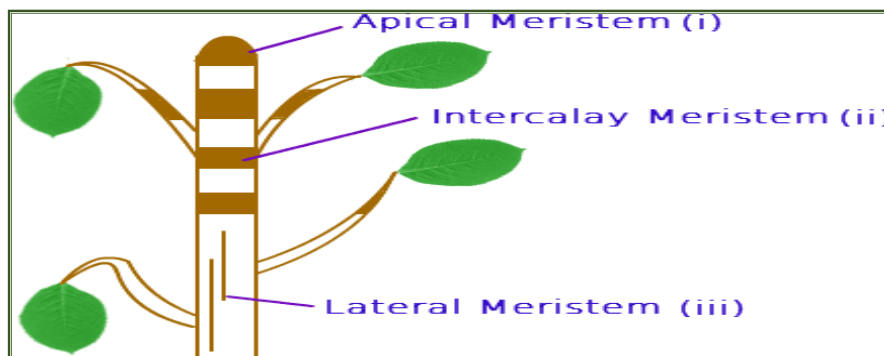 Apical Meristem (i)
Intercalay Meristem (ii)
Lateral Meristem (iii)